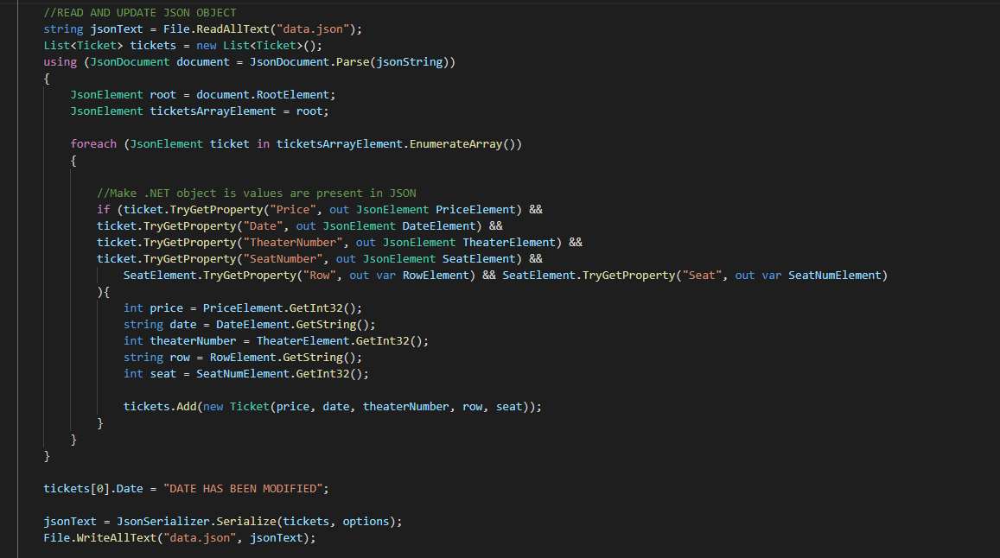 //READ AND UPDATE JSON OBJECT
string jsonText = File.ReadAllText("data.json");
List<Ticket> tickets = new List<Ticket>();
using (JsonDocument document = JsonDocument.Parse(jsonString))
{
JsonElement root = document.RootElement;
JsonElement ticketsArrayElement = root;
foreach (JsonElement ticket in ticketsArrayElement.EnumerateArray())
{
//Make .NET object is values are present in JSON
if (ticket.TryGetProperty("Price", out JsonElement PriceElement) &&
ticket.TryGetProperty("Date", out JsonElement DateElement) &&
ticket.TryGetProperty("TheaterNumber", out JsonElement TheaterElement) &&
ticket.TryGetProperty("SeatNumber", out JsonElement SeatElement) &&
SeatElement.TryGetProperty("Row", out var RowElement) && SeatElement.TryGetProperty("Seat", out var SeatNumElement)
){
int price = PriceElement.GetInt32();
string date = DateElement.GetString();
int theaterNumber = TheaterElement.GetInt32();
string row = RowElement.GetString();
int seat = SeatNumElement.GetInt32();
tickets.Add(new Ticket(price, date, theaterNumber, row, seat));
}
}
}
tickets[0].Date = "DATE HAS BEEN MODIFIED";
jsonText = JsonSerializer.Serialize(tickets, options);
File.WriteAllText("data.json", jsonText);